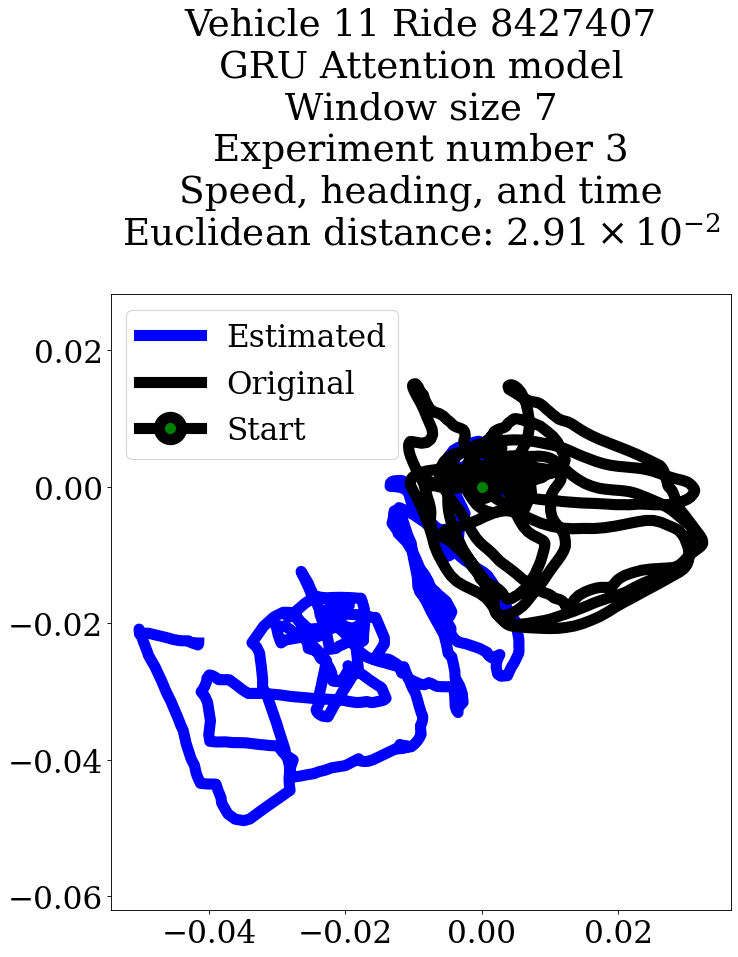 Vehicle 11 Ride 8427407
GRU Attention model
Window size 7
Experiment number 3
Speed, heading, and time
Euclidean distance: 2.91 × 10⁻²
Estimated
Original
Start
0.02
0.00
−0.02
−0.04
−0.06
−0.04 −0.02 0.00 0.02